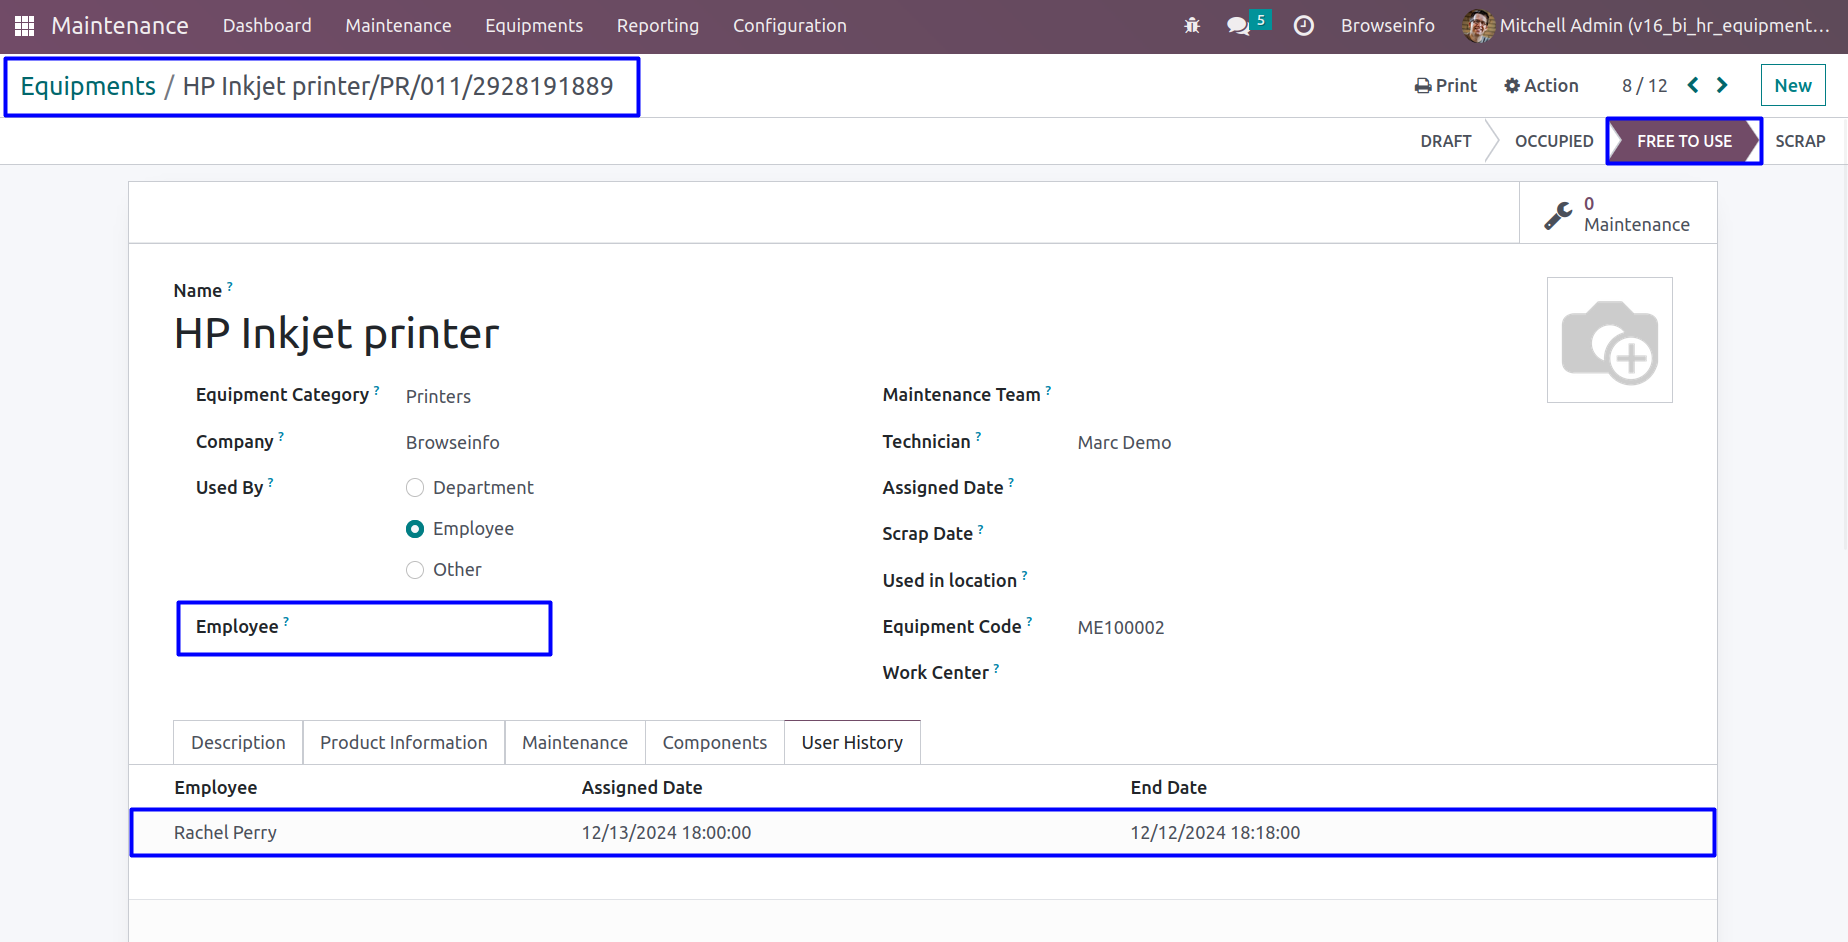 Maintenance Dashboard Maintenance Equipments Reporting Configuration 5 Browseinfo Mitchell Admin (v16_bi_hr_equipment...
Equipments / HP Inkjet printer/PR/011/2928191889 Print Action 8 / 12 New
DRAFT OCCUPIED FREE TO USE SCRAP
0
Maintenance
Name ?
HP Inkjet printer
Equipment Category ? Printers Maintenance Team ?
Company ? Browseinfo Technician ? Marc Demo
Used By ? Department Assigned Date ?
Employee Scrap Date ?
Other Used in location ?
Employee ? Equipment Code ? ME100002
Work Center ?
Description Product Information Maintenance Components User History
Employee Assigned Date End Date
Rachel Perry 12/13/2024 18:00:00 12/12/2024 18:18:00